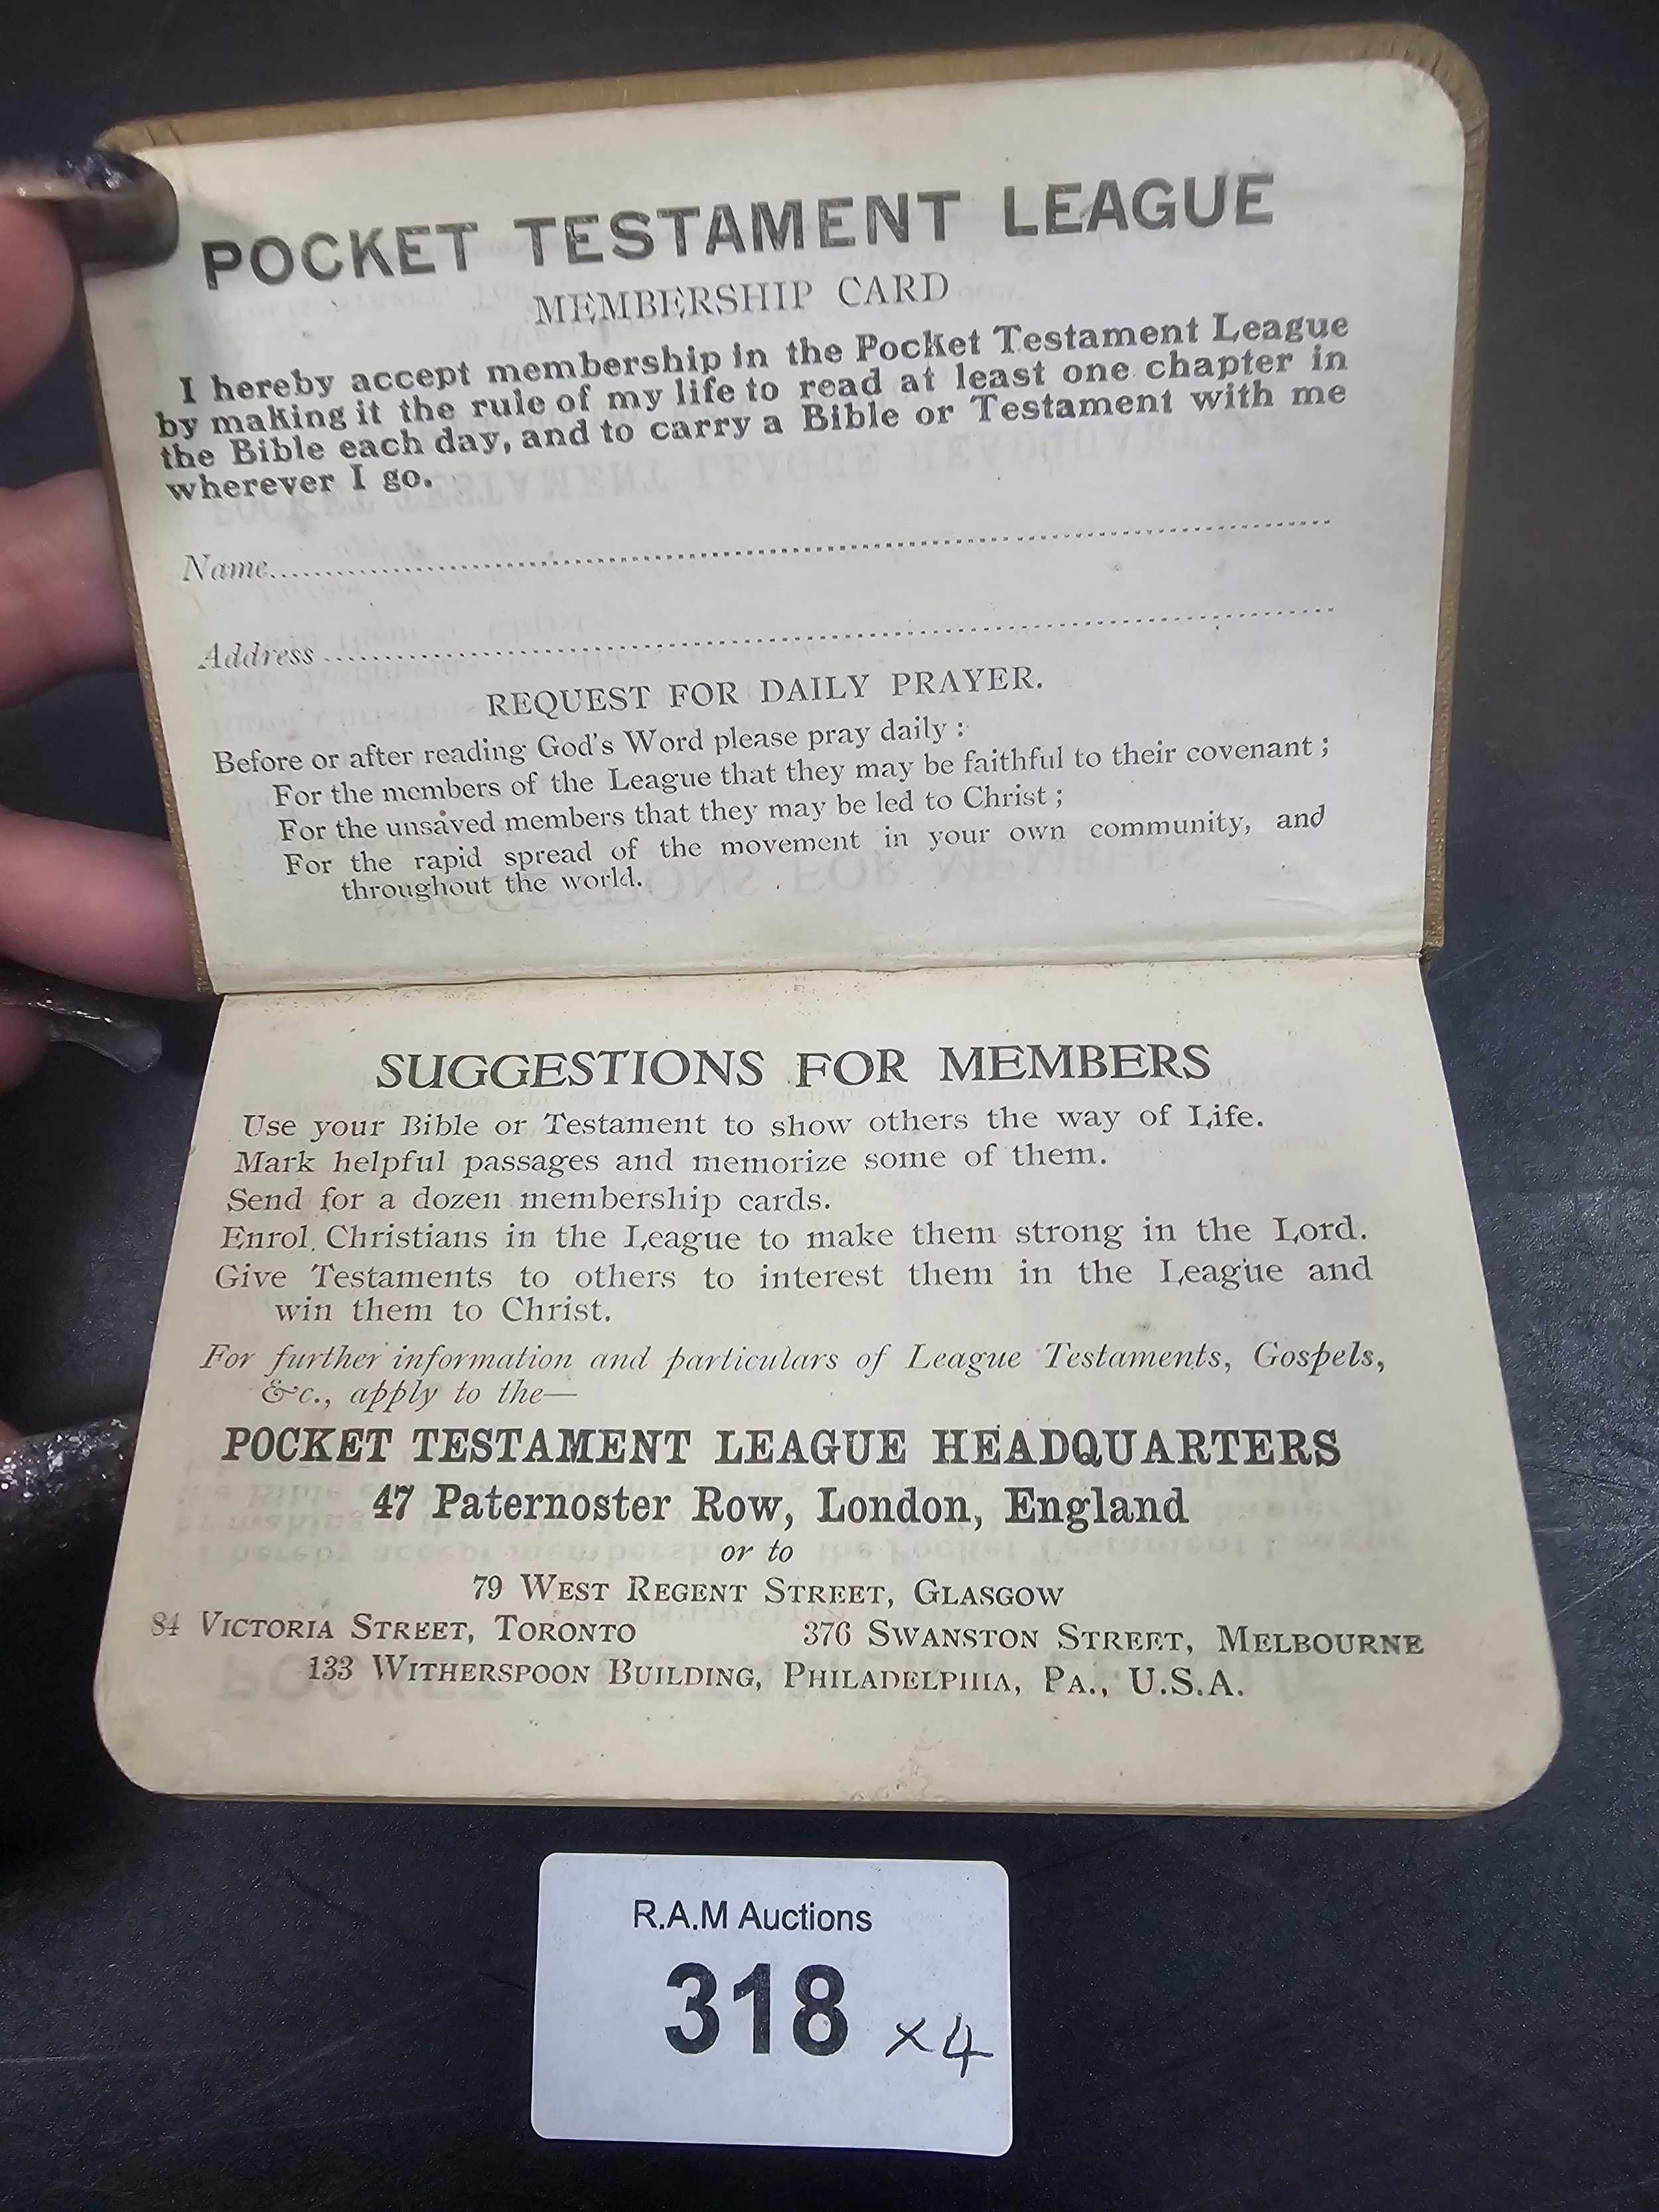 POCKET TESTAMENT LEAGUE
MEMBERSHIP CARD
I hereby accept membership in the Pocket Testament League
by making it the rule of my life to read at least one chapter in
the Bible each day, and to carry a Bible or Testament with me
wherever I go.
Name
Address
REQUEST FOR DAILY PRAYER.
Before or after reading God's Word please pray daily :
For the members of the League that they may be faithful to their covenant ;
For the unsaved members that they may be led to Christ ;
For the rapid spread of the movement in your own community, and
throughout the world.
SUGGESTIONS FOR MEMBERS
Use your Bible or Testament to show others the way of Life.
Mark helpful passages and memorize some of them.
Send for a dozen membership cards.
Enrol Christians in the League to make them strong in the Lord.
Give Testaments to others to interest them in the League and
win them to Christ.
For further information and particulars of League Testaments, Gospels,
&c., apply to the—
POCKET TESTAMENT LEAGUE HEADQUARTERS
47 Paternoster Row, London, England
or to
79 WEST REGENT STREET, GLASGOW
84 VICTORIA STREET, TORONTO 376 SWANSTON STREET, MELBOURNE
133 WITHERSPOON BUILDING, PHILADELPHIA, PA., U.S.A.
R.A.M Auctions
318 x4